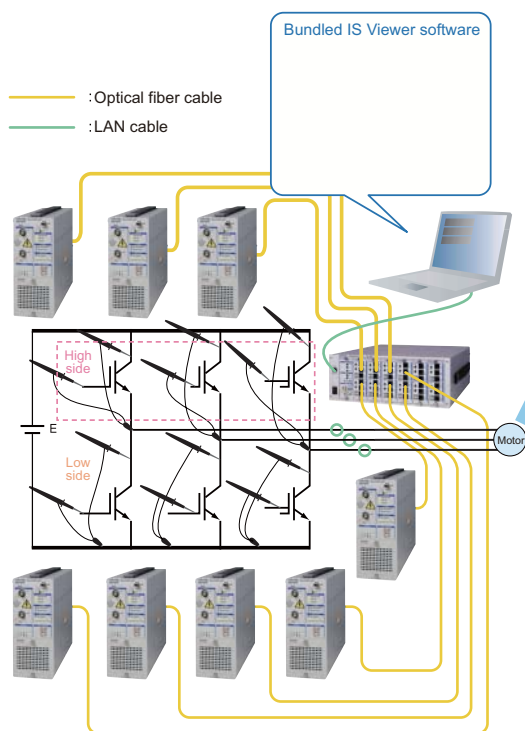 Bundled IS Viewer software
:Optical fiber cable
:LAN cable
High
side
E
Motor
Low
side